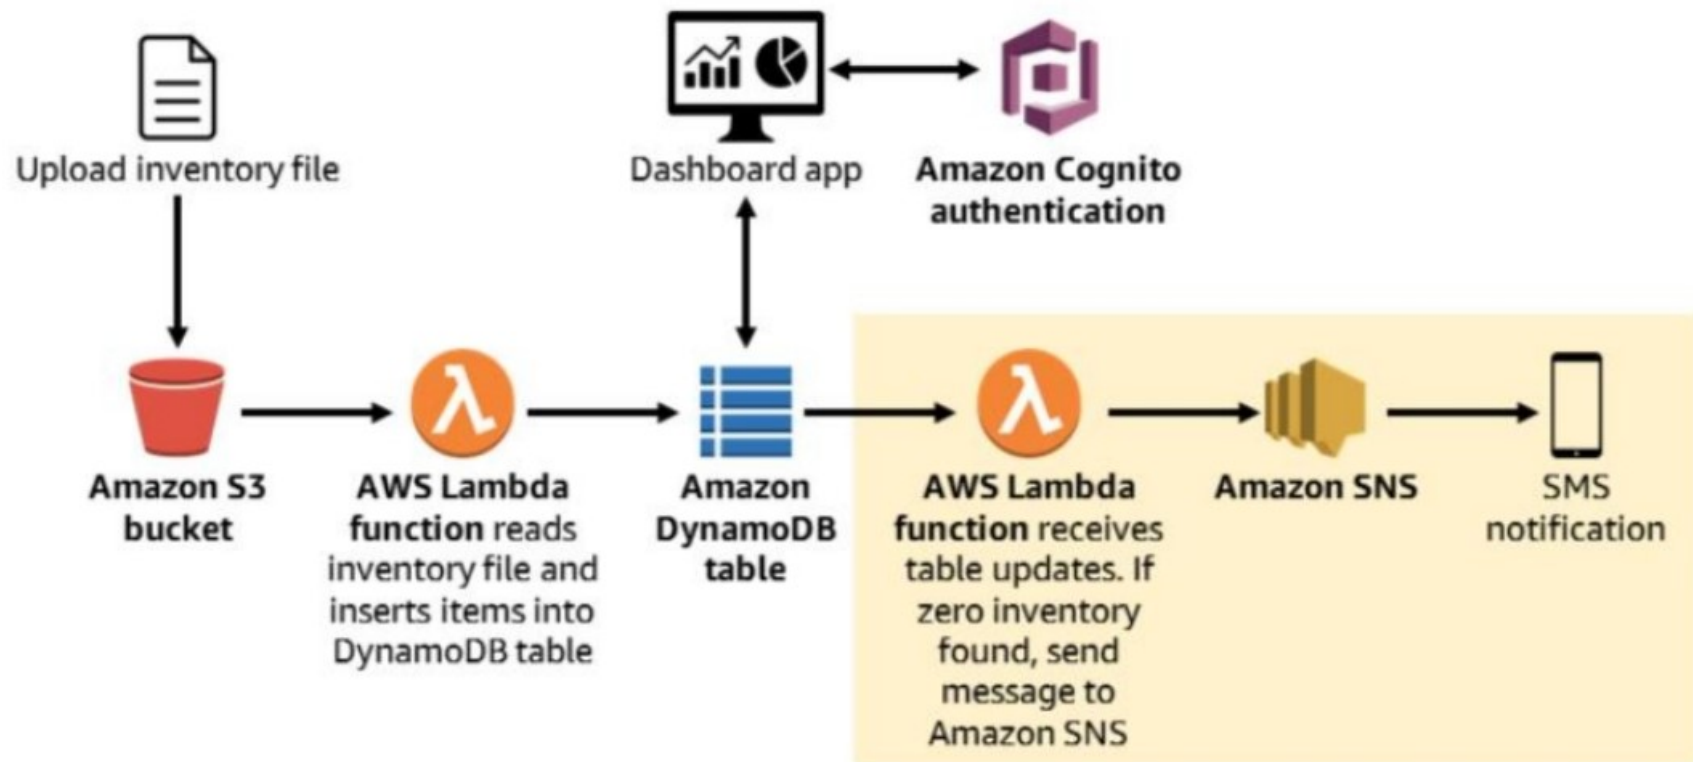 Upload inventory file
Dashboard app
Amazon Cognito
authentication
Amazon S3
bucket
AWS Lambda
function reads
inventory file and
inserts items into
DynamoDB table
Amazon
DynamoDB
table
AWS Lambda
function receives
table updates. If
zero inventory
found, send
message to
Amazon SNS
Amazon SNS
SMS
notification